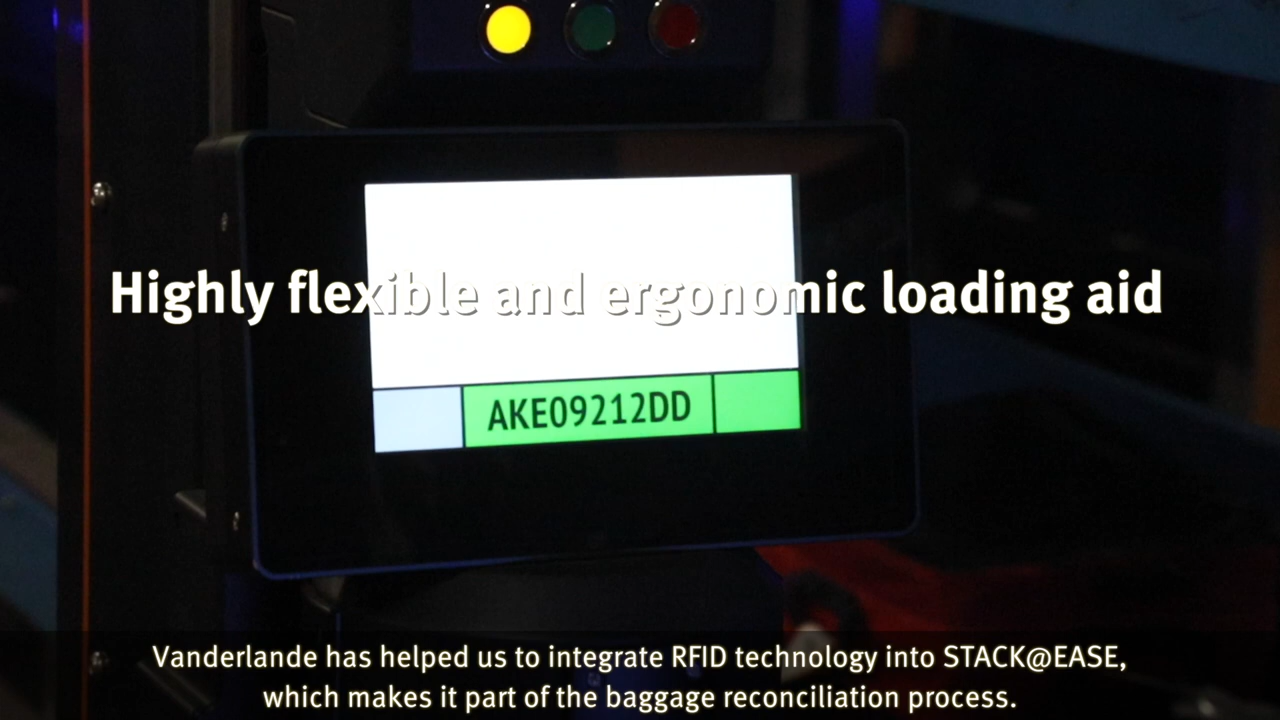 Highly flexible and ergonomic loading aid
AKE09212DD
Vanderlande has helped us to integrate RFID technology into STACK@EASE,
which makes it part of the baggage reconciliation process.